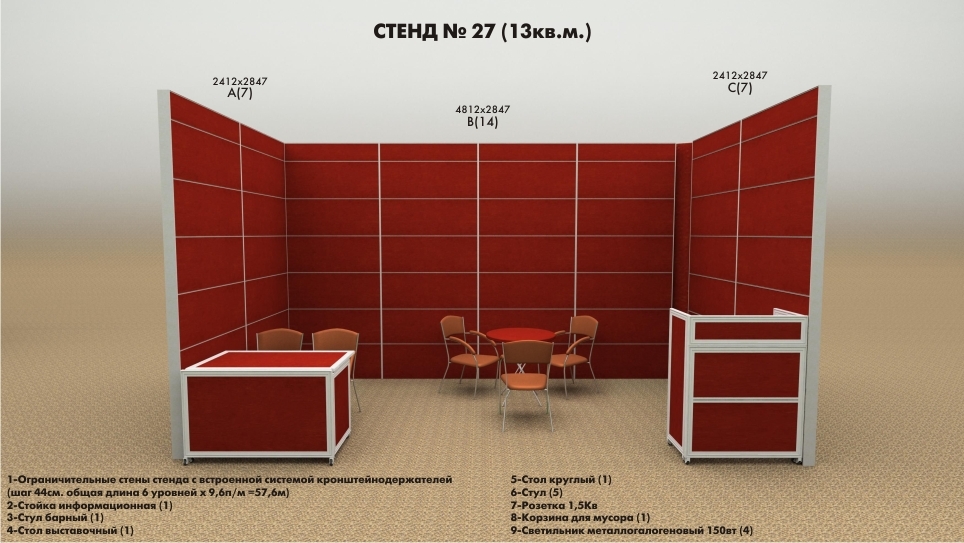 СТЕНД № 27 (13кв.м.)
2412x2847
A(7)
4812x2847
B(14)
2412x2847
C(7)
1-Ограничительные стены стенда с встроенной системой кронштейнодержателей
(шаг 44см. общая длина 6 уровней x 9,6п/м =57,6м)
2-Стойка информационная (1)
3-Стул барный (1)
4-Стол выставочный (1)
5-Стол круглый (1)
6-Стул (5)
7-Розетка 1,5Кв
8-Корзина для мусора (1)
9-Светильник металлогалогеновый 150вт (4)